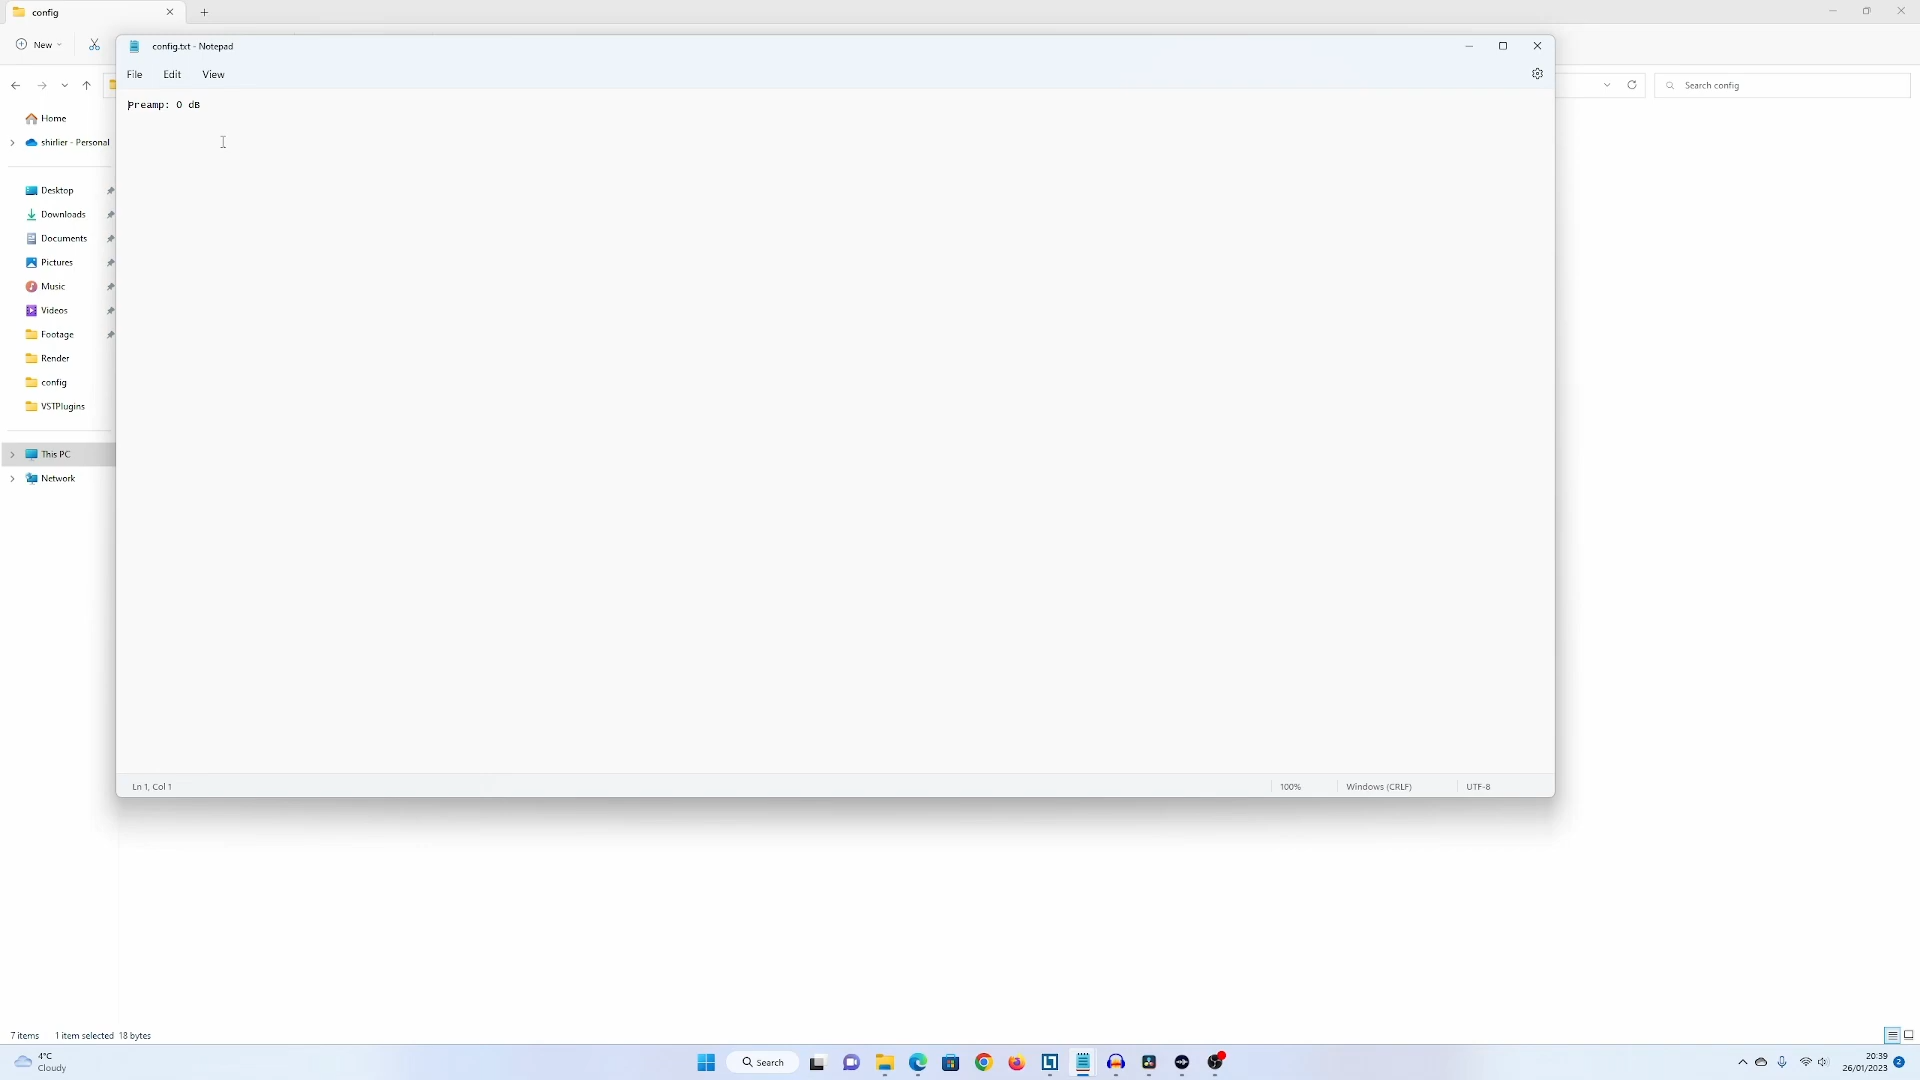 config
New
config.txt - Notepad
File Edit View
Search config
Preamp: 0 dB
Home
shirlier - Personal
Desktop
Downloads
Documents
Pictures
Music
Videos
Footage
Render
config
VSTPlugins
This PC
Network
Ln 1, Col 1
100%
Windows (CRLF)
UTF-8
7 items 1 item selected 18 bytes
4°C
Cloudy
Search
20:39
26/01/2023
2